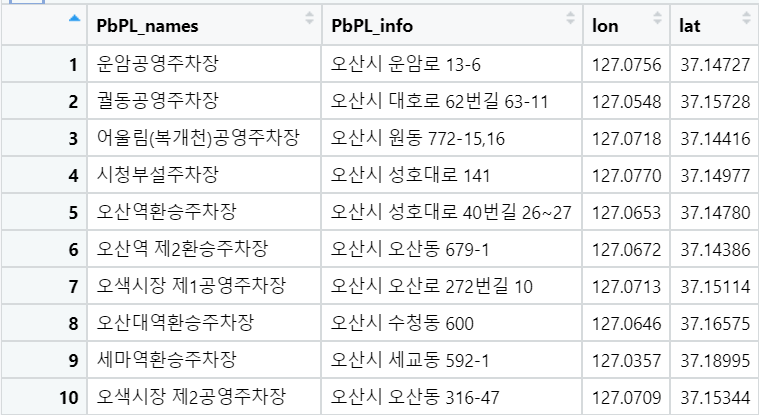 PbPL_names PbPL_info lon lat
1 운암공영주차장 오산시 운암로 13-6 127.0756 37.14727
2 궐동공영주차장 오산시 대호로 62번길 63-11 127.0548 37.15728
3 어울림(복개천)공영주차장 오산시 원동 772-15,16 127.0718 37.14416
4 시청부설주차장 오산시 성호대로 141 127.0770 37.14977
5 오산역환승주차장 오산시 성호대로 40번길 26~27 127.0653 37.14780
6 오산역 제2환승주차장 오산시 오산동 679-1 127.0672 37.14386
7 오색시장 제1공영주차장 오산시 오산로 272번길 10 127.0713 37.15114
8 오산대역환승주차장 오산시 수청동 600 127.0646 37.16575
9 세마역환승주차장 오산시 세교동 592-1 127.0357 37.18995
10 오색시장 제2공영주차장 오산시 오산동 316-47 127.0709 37.15344